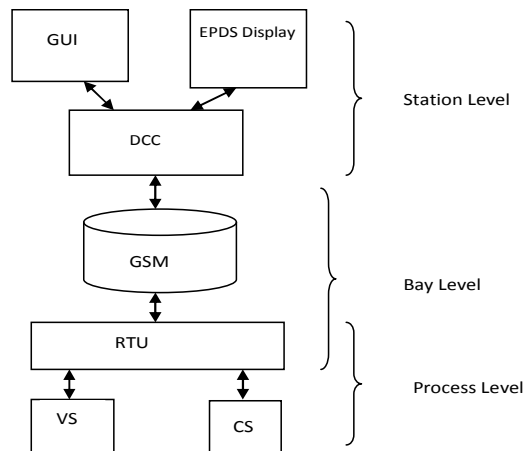 GUI
EPDS Display
Station Level
DCC
GSM
Bay Level
RTU
Process Level
VS
CS